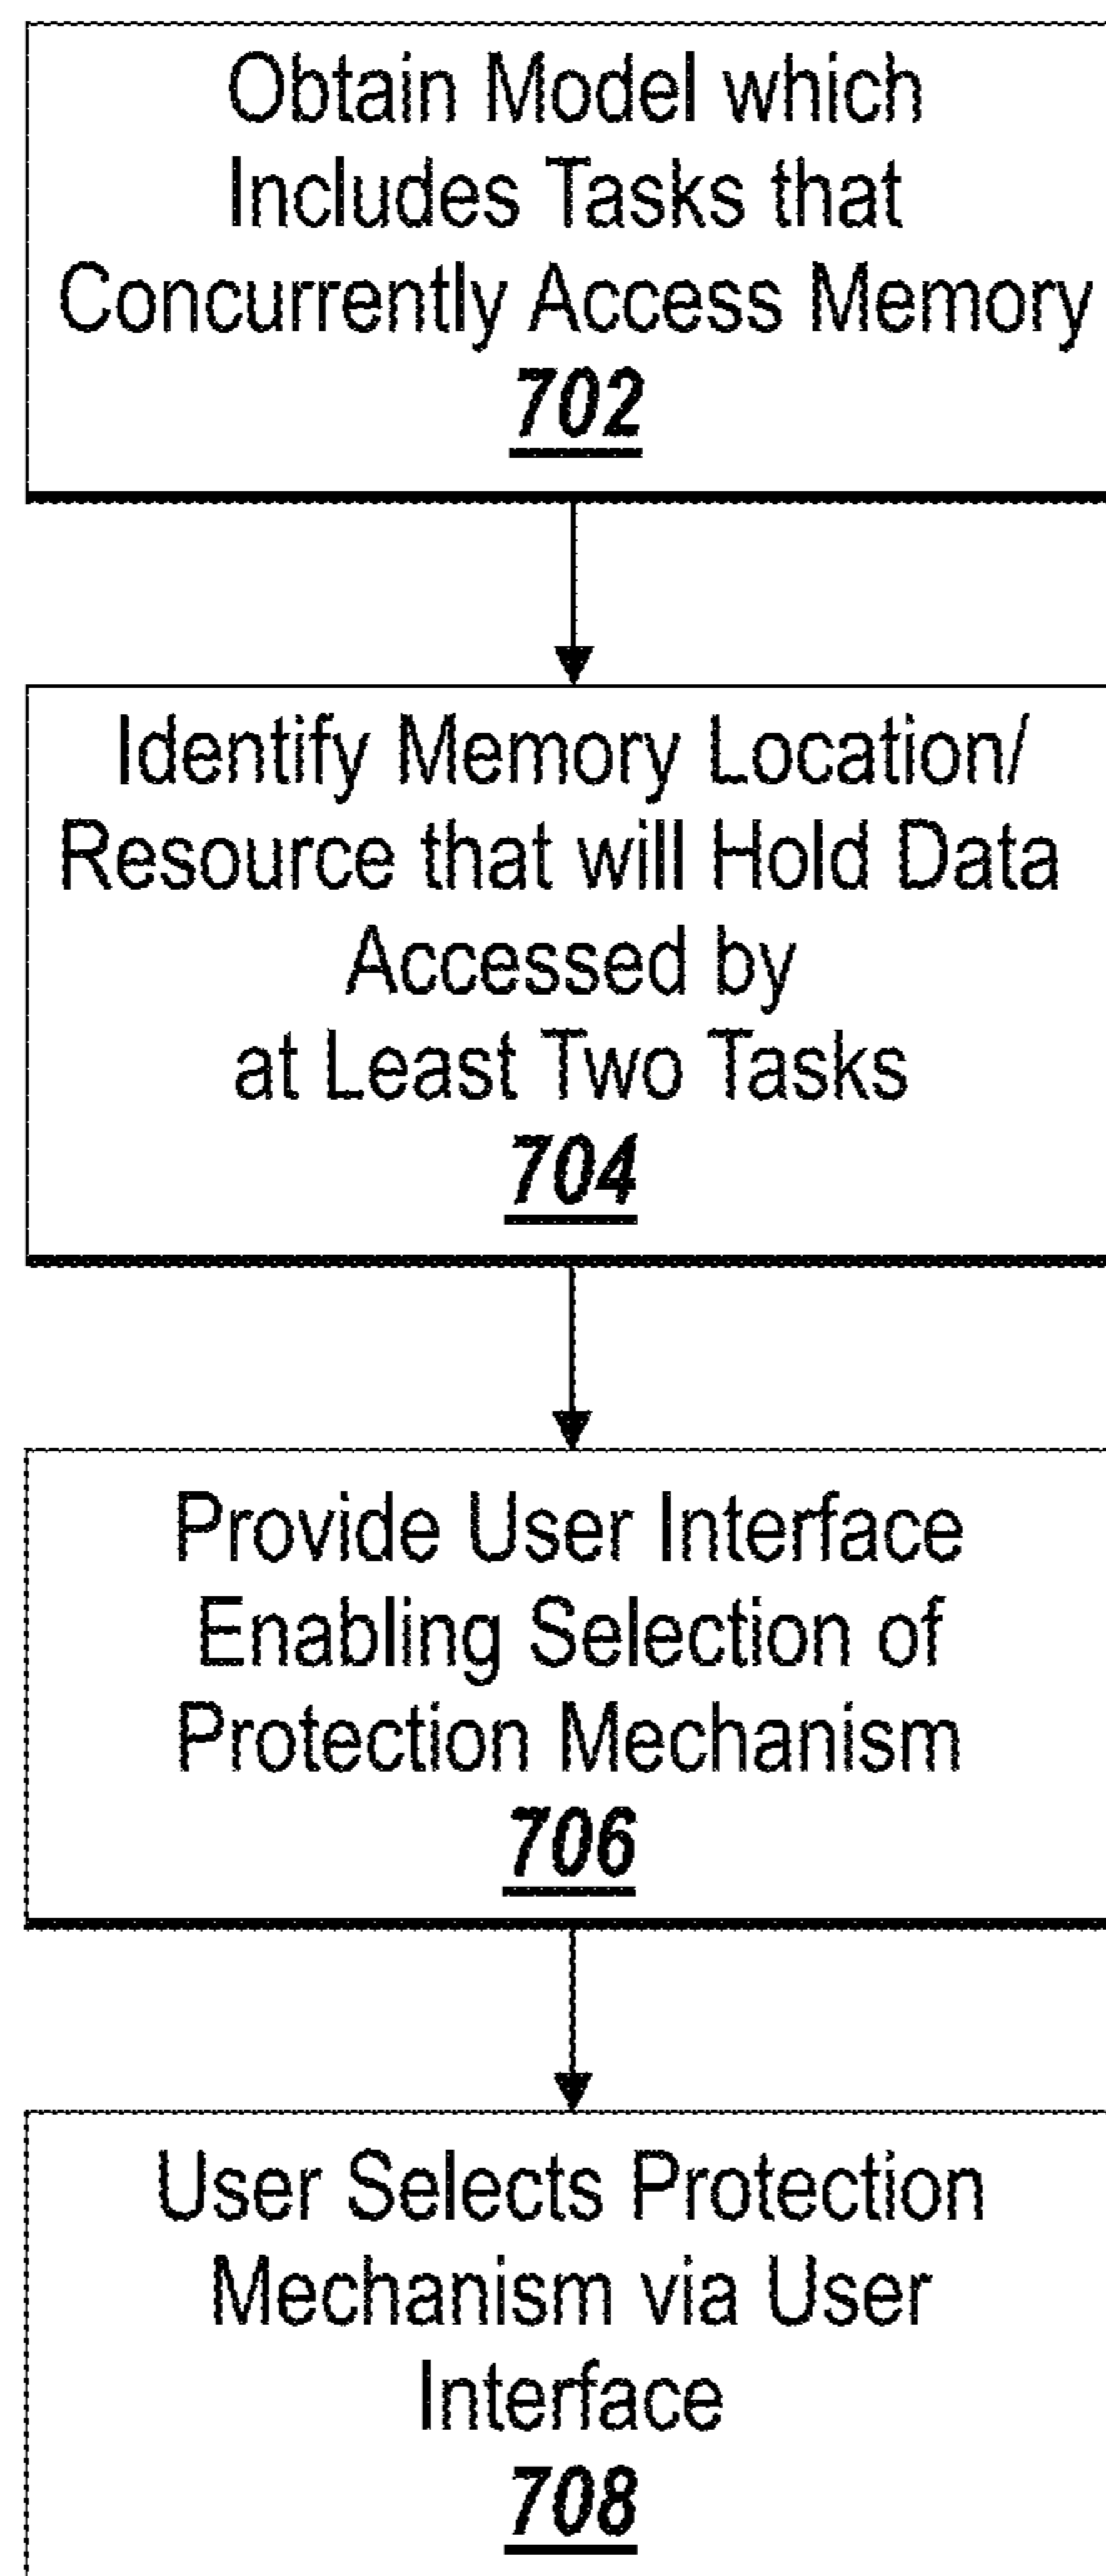 Obtain Model which
Includes Tasks that
Concurrently Access Memory
702
Identify Memory Location/
Resource that will Hold Data
Accessed by
at Least Two Tasks
704
Provide User Interface
Enabling Selection of
Protection Mechanism
706
User Selects Protection
Mechanism via User
Interface
708